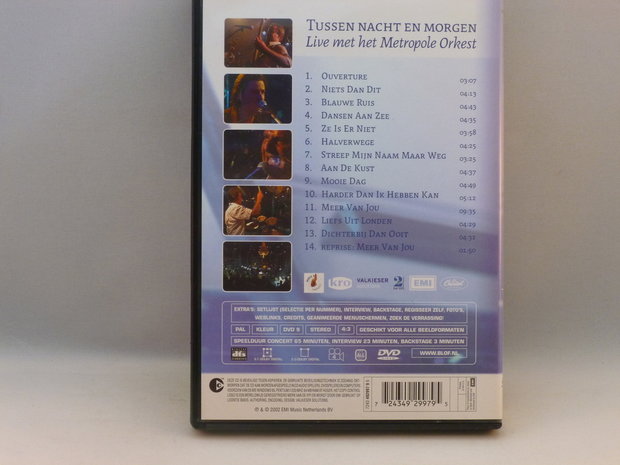 Tussen nacht en morgen
Live met het Metropole Orkest
1. Ouverture 03:07
2. Niets Dan Dit 04:13
3. Blauwe Ruis 04:43
4. Dansen Aan Zee 04:35
5. Ze Is Er Niet 03:58
6. Halverwege 04:25
7. Streep Mijn Naam Maar Weg 03:25
8. Aan De Kust 04:37
9. Mooie Dag 04:49
10. Harder Dan Ik Hebben Kan 05:12
11. Meer Van Jou 09:35
12. Liefs Uit Londen 04:29
13. Dichterbij Dan Ooit 04:32
14. reprise: Meer Van Jou 01:50
kro VALKIESER 2 EMI Capitol
EXTRA'S: SETLIJST (SELECTIE PER NUMMER), INTERVIEW, BACKSTAGE, REGISSEER ZELF, FOTO'S,
WEBLINKS, CREDITS, GEANIMEERDE MENUSCHERMEN, ZOEK DE VERRASSING!
PAL KLEUR DVD 9 STEREO 4:3 GESCHIKT VOOR ALLE BEELDFORMATEN
SPEELDUUR CONCERT 65 MINUTEN, INTERVIEW 23 MINUTEN, BACKSTAGE 3 MINUTEN
dts DVD WWW.BLOF.NL
℗ & © 2002 EMI Music Netherlands BV
7 24349 29979 5